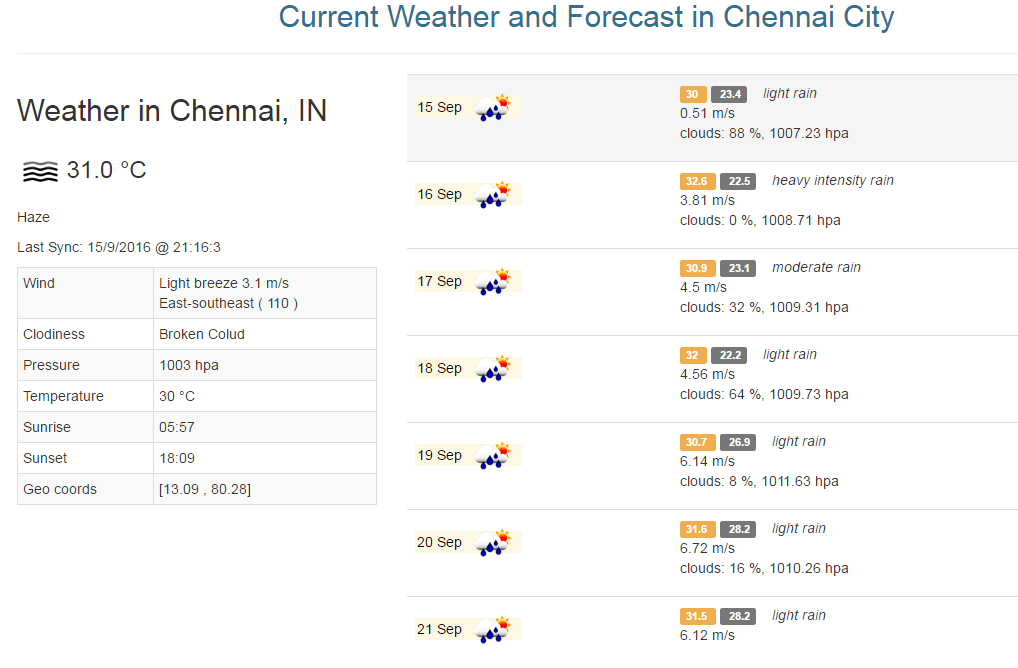 Current Weather and Forecast in Chennai City
Weather in Chennai, IN
31.0 °C
Haze
Last Sync: 15/9/2016 @ 21:16:3
Wind Light breeze 3.1 m/s
East-southeast ( 110 )
Clodiness Broken Colud
Pressure 1003 hpa
Temperature 30 °C
Sunrise 05:57
Sunset 18:09
Geo coords [13.09 , 80.28]
15 Sep 30 23.4 light rain
0.51 m/s
clouds: 88 %, 1007.23 hpa
16 Sep 32.6 22.5 heavy intensity rain
3.81 m/s
clouds: 0 %, 1008.71 hpa
17 Sep 30.9 23.1 moderate rain
4.5 m/s
clouds: 32 %, 1009.31 hpa
18 Sep 32 22.2 light rain
4.56 m/s
clouds: 64 %, 1009.73 hpa
19 Sep 30.7 26.9 light rain
6.14 m/s
clouds: 8 %, 1011.63 hpa
20 Sep 31.6 28.2 light rain
6.72 m/s
clouds: 16 %, 1010.26 hpa
21 Sep 31.5 28.2 light rain
6.12 m/s